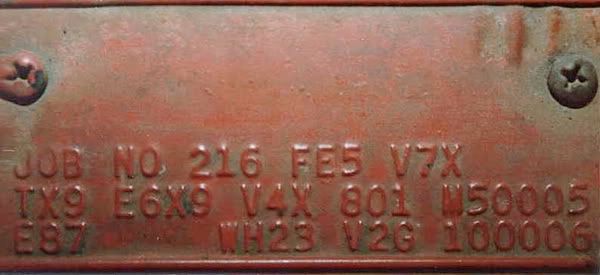 JOB NO 216 FE5 V7X
TX9 E6X9 V4X 801 M50005
E87 WH23 V2G 100006